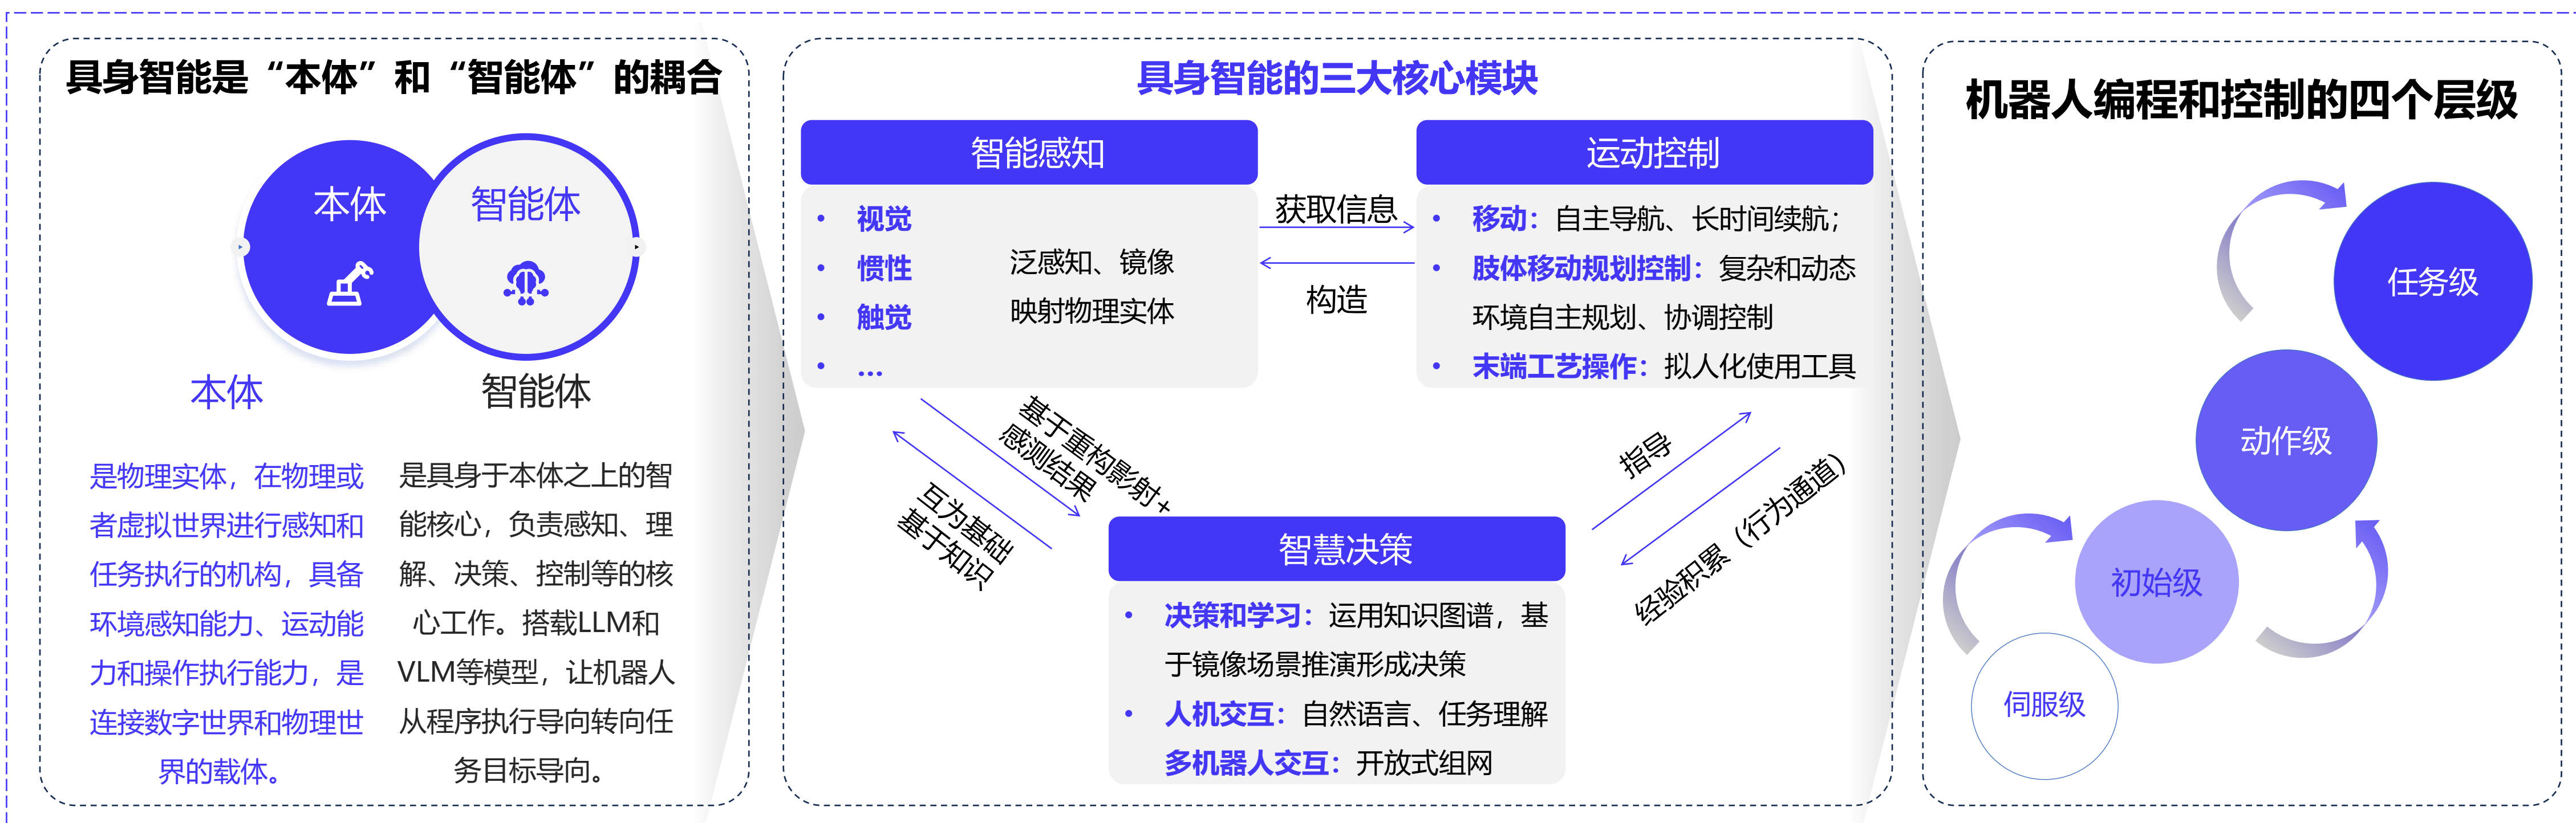 具身智能是“本体”和“智能体”的耦合
本体
智能体
本体
智能体
是物理实体，在物理或
者虚拟世界进行感知和
任务执行的机构，具备
环境感知能力、运动能
力和操作执行能力，是
连接数字世界和物理世
界的载体。
是具身于本体之上的智
能核心，负责感知、理
解、决策、控制等的核
心工作。搭载LLM和
VLM等模型，让机器人
从程序执行导向转向任
务目标导向。
具身智能的三大核心模块
智能感知
• 视觉
• 惯性
• 触觉
• ...
泛感知、镜像
映射物理实体
获取信息
构造
运动控制
• 移动：自主导航、长时间续航；
• 肢体移动规划控制：复杂和动态
环境自主规划、协调控制
• 末端工艺操作：拟人化使用工具
基于重构影射+
感测结果
互为基础
基于知识
指导
经验积累（行为通道）
智慧决策
• 决策和学习：运用知识图谱，基
于镜像场景推演形成决策
• 人机交互：自然语言、任务理解
多机器人交互：开放式组网
机器人编程和控制的四个层级
任务级
动作级
初始级
伺服级